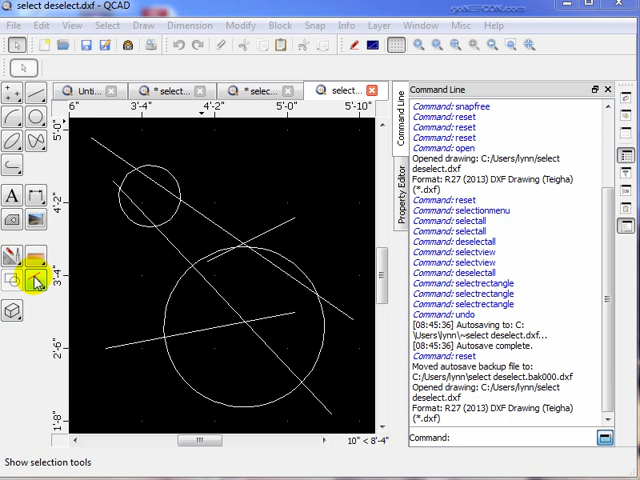 select deselect.dxf - QCAD
File Edit View Select Draw Dimension Modify Block Snap Info Layer Window Misc Help
Unti... * select... * selec... select...
6" 3'-4 4'-2 5'-0 5'-10
5'-0
4'-2
3'-4
2'-6
1'-8
10" < 8'-4"
A
Command Line
Property Editor
Command Line
Command: snapfree
Command: reset
Command: reset
Command: reset
Command: open
Opened drawing: C:/Users/lynn/select
deselect.dxf
Format: R27 (2013) DXF Drawing (Teigha)
(*.dxf)
Command: reset
Command: selectionmenu
Command: selectall
Command: selectall
Command: deselectall
Command: selectview
Command: selectview
Command: deselectall
Command: selectrectangle
Command: selectrectangle
Command: selectrectangle
Command: undo
[08:45:36] Autosaving to: C:
\Users\lynn\~select deselect.dxf...
[08:45:36] Autosave complete.
Command: reset
Moved autosave backup file to:
C:/Users/lynn/select deselect.bak000.dxf
Opened drawing: C:/Users/lynn/select
deselect.dxf
Format: R27 (2013) DXF Drawing (Teigha)
(*.dxf)
Command:
Show selection tools